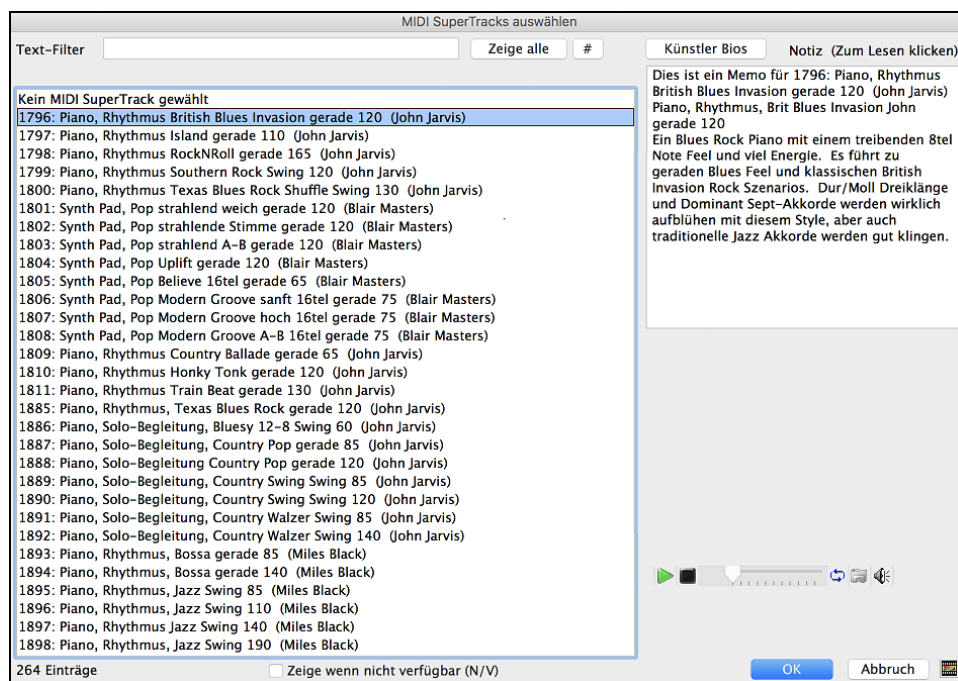 MIDI SuperTracks auswählen
Text-Filter
Zeige alle
#
Künstler Bios
Notiz (Zum Lesen klicken)
Kein MIDI SuperTrack gewählt
1796: Piano, Rhythmus British Blues Invasion gerade 120 (John Jarvis)
1797: Piano, Rhythmus Island gerade 110 (John Jarvis)
1798: Piano, Rhythmus RockNRoll gerade 165 (John Jarvis)
1799: Piano, Rhythmus Southern Rock Swing 120 (John Jarvis)
1800: Piano, Rhythmus Texas Blues Rock Shuffle Swing 130 (John Jarvis)
1801: Synth Pad, Pop strahlend weich gerade 120 (Blair Masters)
1802: Synth Pad, Pop strahlende Stimme gerade 120 (Blair Masters)
1803: Synth Pad, Pop strahlend A-B gerade 120 (Blair Masters)
1804: Synth Pad, Pop Uplift gerade 120 (Blair Masters)
1805: Synth Pad, Pop Believe 16tel gerade 65 (Blair Masters)
1806: Synth Pad, Pop Modern Groove sanft 16tel gerade 75 (Blair Masters)
1807: Synth Pad, Pop Modern Groove hoch 16tel gerade 75 (Blair Masters)
1808: Synth Pad, Pop Modern Groove A-B 16tel gerade 75 (Blair Masters)
1809: Piano, Rhythmus Country Ballade gerade 65 (John Jarvis)
1810: Piano, Rhythmus Honky Tonk gerade 120 (John Jarvis)
1811: Piano, Rhythmus Train Beat gerade 130 (John Jarvis)
1885: Piano, Rhythmus, Texas Blues Rock gerade 120 (John Jarvis)
1886: Piano, Solo-Begleitung, Bluesy 12-8 Swing 60 (John Jarvis)
1887: Piano, Solo-Begleitung, Country Pop gerade 85 (John Jarvis)
1888: Piano, Solo-Begleitung Country Pop gerade 120 (John Jarvis)
1889: Piano, Solo-Begleitung, Country Swing Swing 85 (John Jarvis)
1890: Piano, Solo-Begleitung, Country Swing Swing 120 (John Jarvis)
1891: Piano, Solo-Begleitung, Country Walzer Swing 85 (John Jarvis)
1892: Piano, Solo-Begleitung, Country Walzer Swing 140 (John Jarvis)
1893: Piano, Rhythmus, Bossa gerade 85 (Miles Black)
1894: Piano, Rhythmus, Bossa gerade 140 (Miles Black)
1895: Piano, Rhythmus, Jazz Swing 85 (Miles Black)
1896: Piano, Rhythmus, Jazz Swing 110 (Miles Black)
1897: Piano, Rhythmus Jazz Swing 140 (Miles Black)
1898: Piano, Rhythmus, Jazz Swing 190 (Miles Black)
Dies ist ein Memo für 1796: Piano, Rhythmus
British Blues Invasion gerade 120 (John Jarvis)
Piano, Rhythmus, Brit Blues Invasion John
gerade 120
Ein Blues Rock Piano mit einem treibenden 8tel
Note Feel und viel Energie. Es führt zu
geraden Blues Feel und klassischen British
Invasion Rock Szenarios. Dur/Moll Dreiklänge
und Dominant Sept-Akkorde werden wirklich
aufblühen mit diesem Style, aber auch
traditionelle Jazz Akkorde werden gut klingen.
264 Einträge
Zeige wenn nicht verfügbar (N/V)
OK
Abbruch